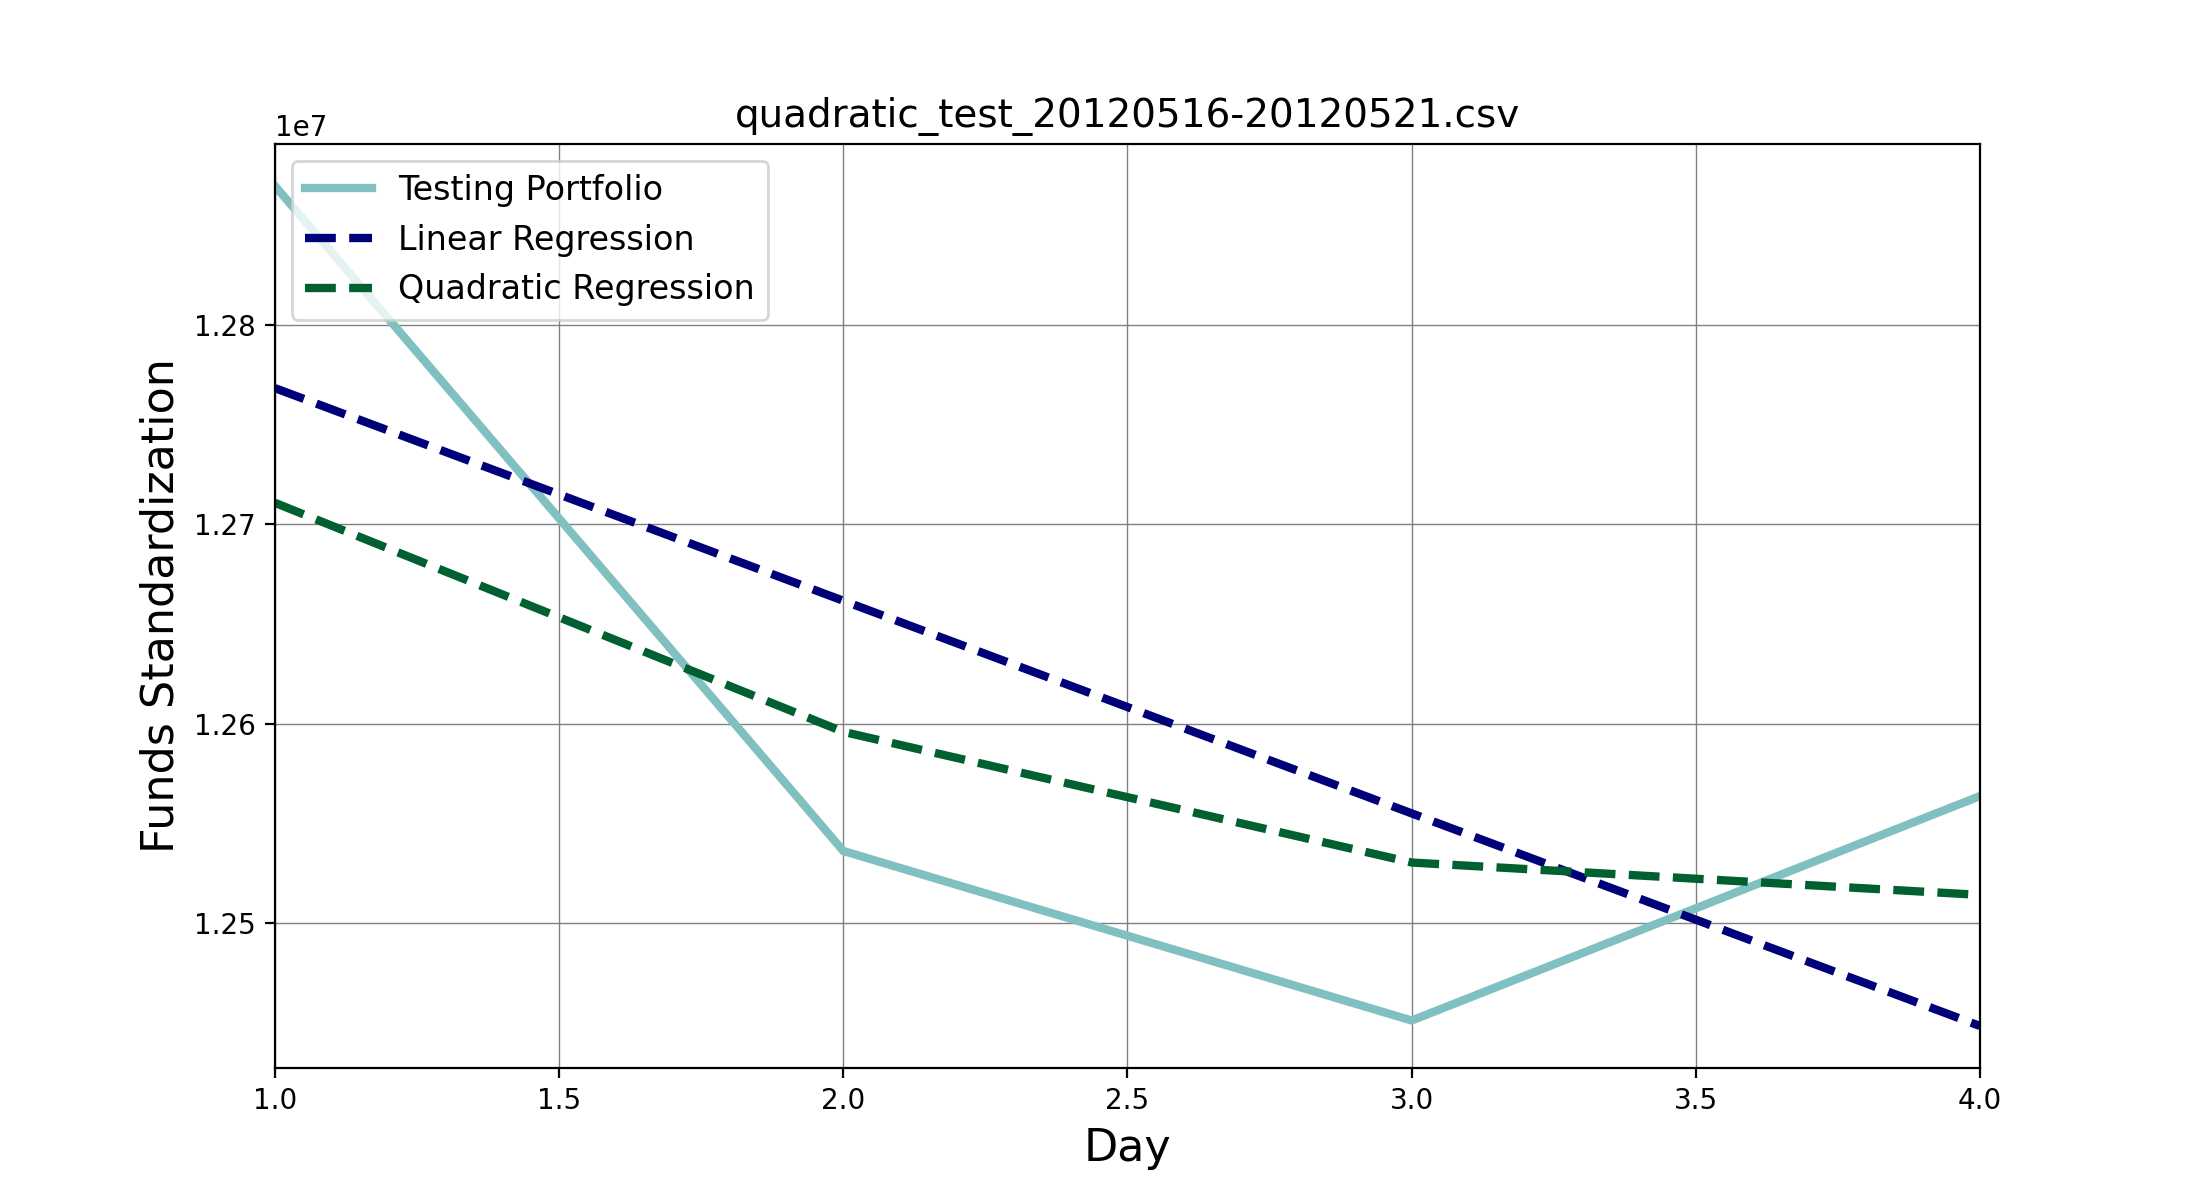 quadratic_test_20120516-20120521.csv
1e7
Testing Portfolio
Linear Regression
Quadratic Regression
1.28
1.27
1.26
1.25
Funds Standardization
1.0 1.5 2.0 2.5 3.0 3.5 4.0
Day